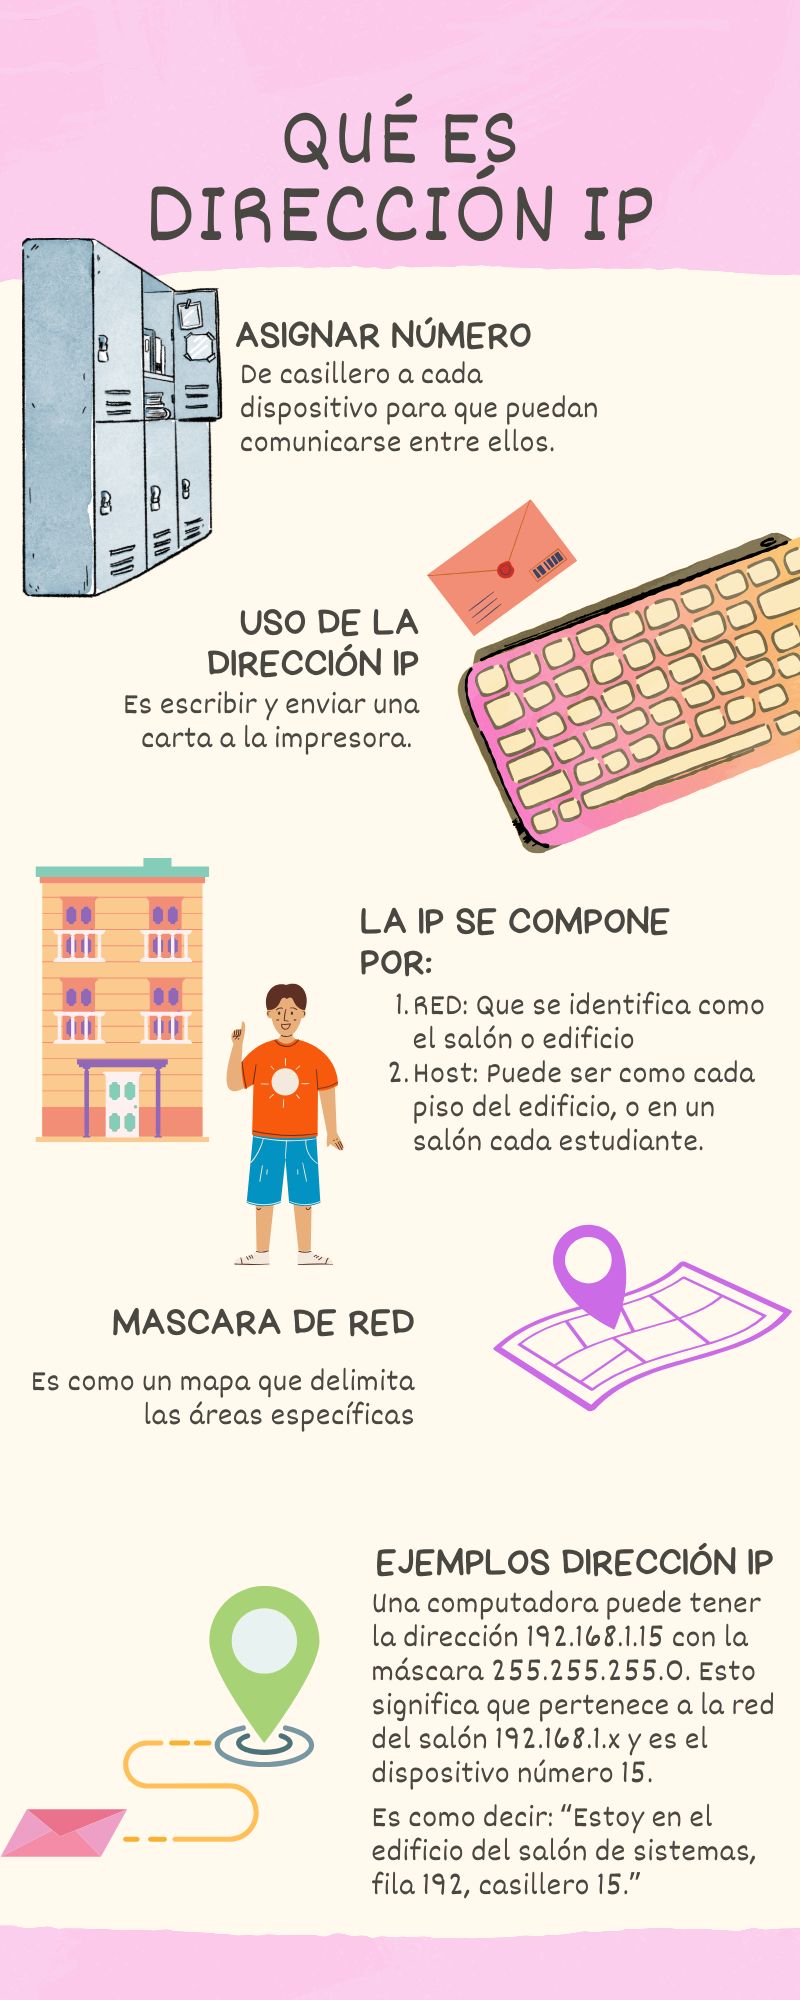 QUÉ ES
DIRECCIÓN IP
ASIGNAR NÚMERO
De casillero a cada
dispositivo para que puedan
comunicarse entre ellos.
USO DE LA
DIRECCIÓN IP
Es escribir y enviar una
carta a la impresora.
LA IP SE COMPONE
POR:
1. RED: Que se identifica como
el salón o edificio
2. Host: Puede ser como cada
piso del edificio, o en un
salón cada estudiante.
MASCARA DE RED
Es como un mapa que delimita
las áreas específicas
EJEMPLOS DIRECCIÓN IP
Una computadora puede tener
la dirección 192.168.1.15 con la
máscara 255.255.255.0. Esto
significa que pertenece a la red
del salón 192.168.1.x y es el
dispositivo número 15.
Es como decir: “Estoy en el
edificio del salón de sistemas,
fila 192, casillero 15.”